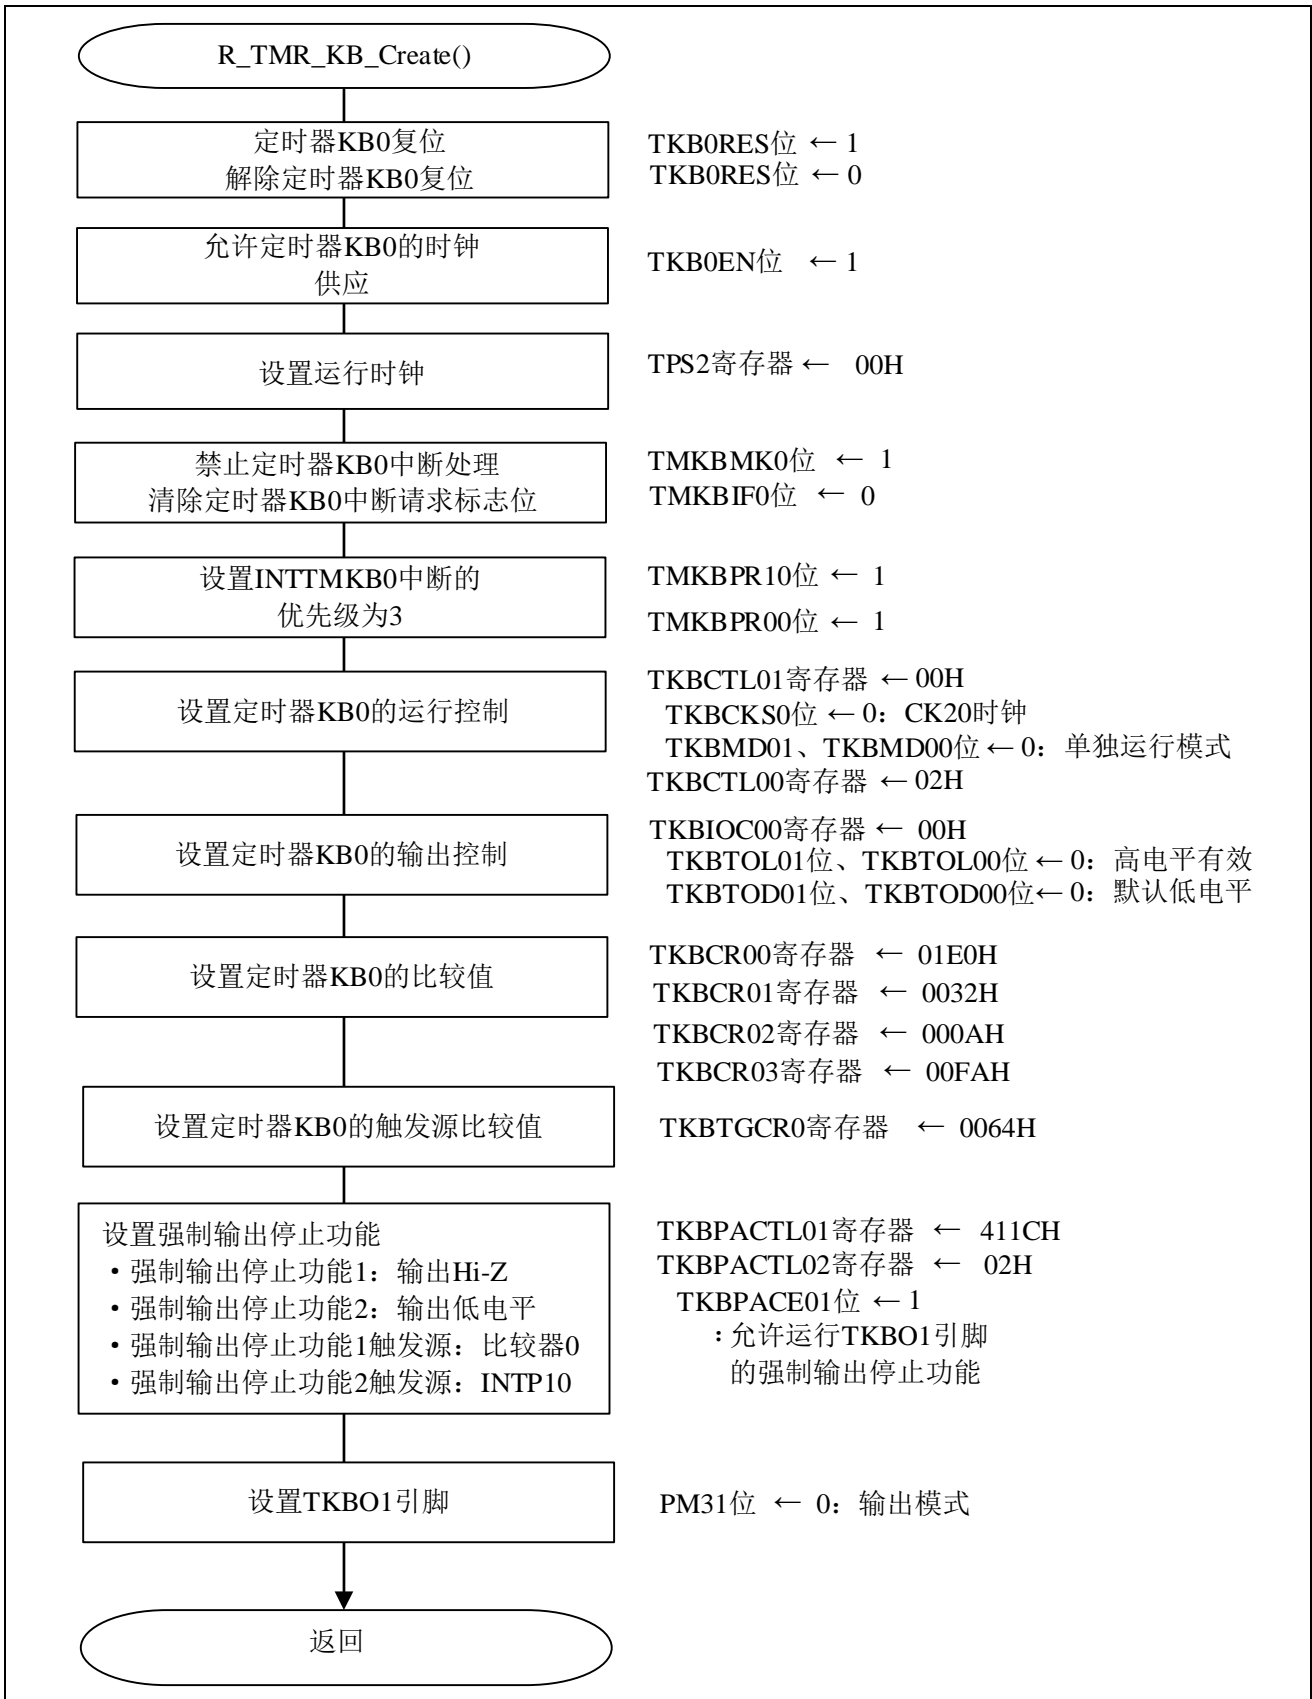 R_TMR_KB_Create()
定时器KB0复位
解除定时器KB0复位
TKB0RES位 ← 1
TKB0RES位 ← 0
允许定时器KB0的时钟
供应
TKB0EN位 ← 1
设置运行时钟
TPS2寄存器 ← 00H
禁止定时器KB0中断处理
清除定时器KB0中断请求标志位
TMKBMK0位 ← 1
TMKBIF0位 ← 0
设置INTTMKB0中断的
优先级为3
TMKBPR10位 ← 1
TMKBPR00位 ← 1
设置定时器KB0的运行控制
TKBCTL01寄存器 ← 00H
TKBCKS0位 ← 0：CK20时钟
TKBMD01、TKBMD00位 ← 0：单独运行模式
TKBCTL00寄存器 ← 02H
设置定时器KB0的输出控制
TKBIOC00寄存器 ← 00H
TKBTOL01位、TKBTOL00位 ← 0：高电平有效
TKBTOD01位、TKBTOD00位 ← 0：默认低电平
设置定时器KB0的比较值
TKBCR00寄存器 ← 01E0H
TKBCR01寄存器 ← 0032H
TKBCR02寄存器 ← 000AH
TKBCR03寄存器 ← 00FAH
设置定时器KB0的触发源比较值
TKBTGCR0寄存器 ← 0064H
设置强制输出停止功能
・强制输出停止功能1：输出Hi-Z
・强制输出停止功能2：输出低电平
・强制输出停止功能1触发源：比较器0
・强制输出停止功能2触发源：INTP10
TKBPACTL01寄存器 ← 411CH
TKBPACTL02寄存器 ← 02H
TKBPACE01位 ← 1
：允许运行TKBO1引脚
的强制输出停止功能
设置TKBO1引脚
PM31位 ← 0：输出模式
返回